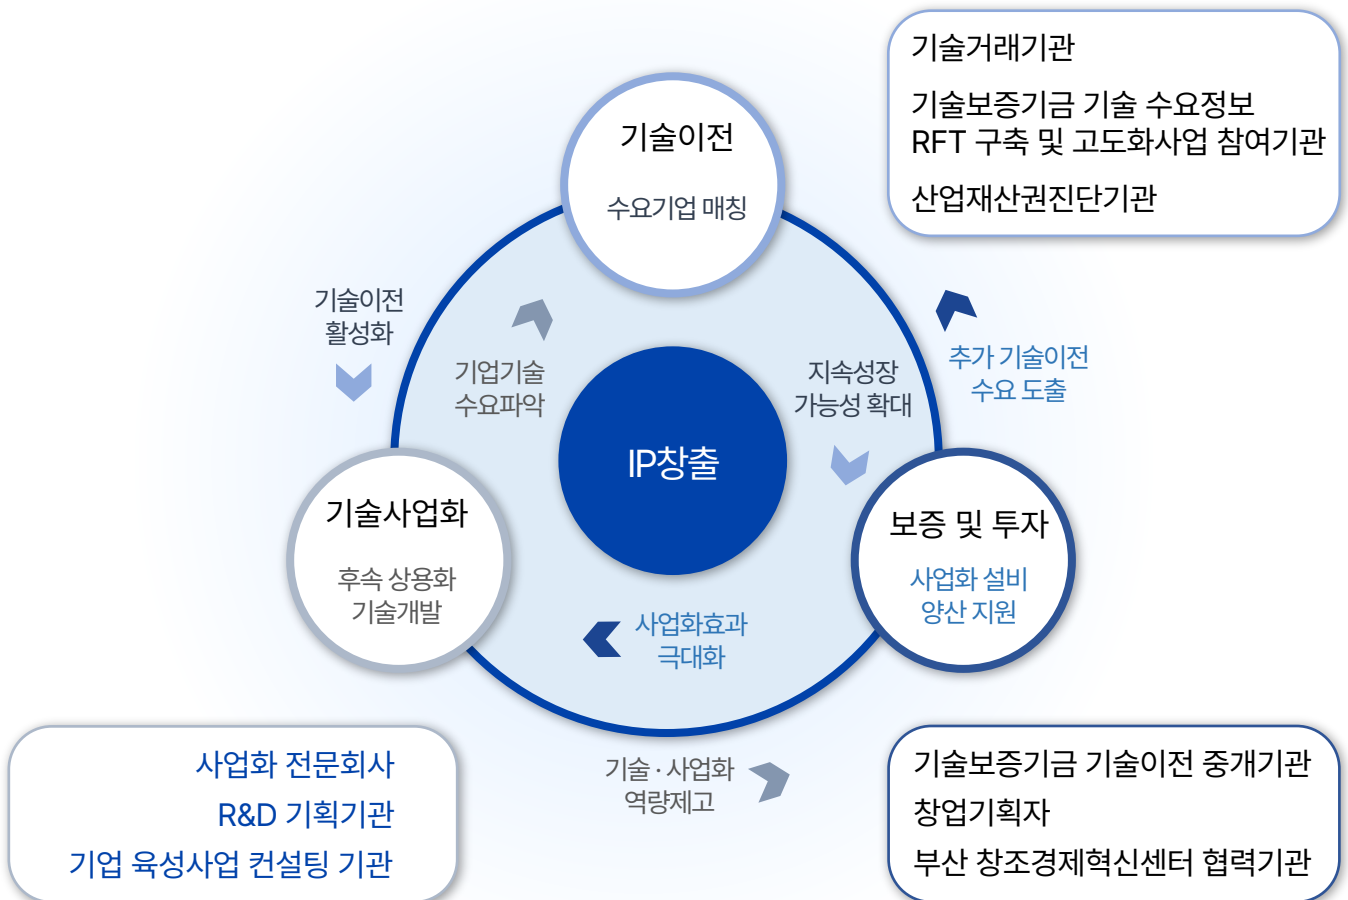 기술거래기관
기술보증기금 기술 수요정보
RFT 구축 및 고도화사업 참여기관
산업재산권진단기관
기술이전
수요기업 매칭
기술이전
활성화
기업기술
수요파악
지속성장
가능성 확대
추가 기술이전
수요 도출
IP창출
기술사업화
후속 상용화
기술개발
보증 및 투자
사업화 설비
양산 지원
사업화효과
극대화
기술 · 사업화
역량제고
사업화 전문회사
R&D 기획기관
기업 육성사업 컨설팅 기관
기술보증기금 기술이전 중개기관
창업기획자
부산 창조경제혁신센터 협력기관